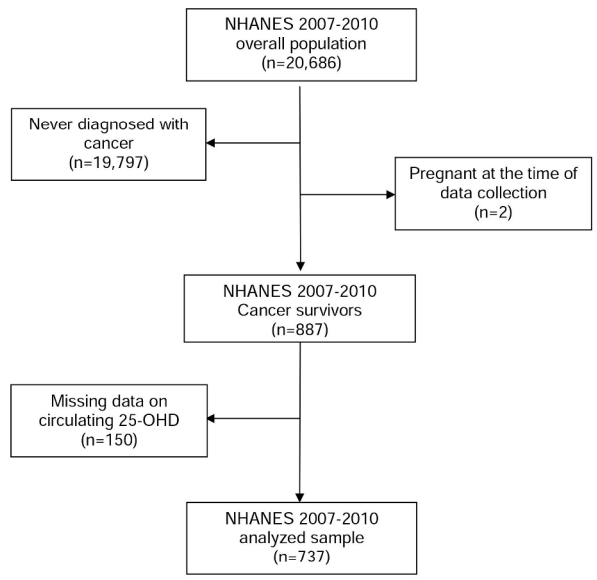 NHANES 2007-2010
overall population
(n=20,686)
Never diagnosed with
cancer
(n=19,797)
Pregnant at the time of
data collection
(n=2)
NHANES 2007-2010
Cancer survivors
(n=887)
Missing data on
circulating 25-OHD
(n=150)
NHANES 2007-2010
analyzed sample
(n=737)